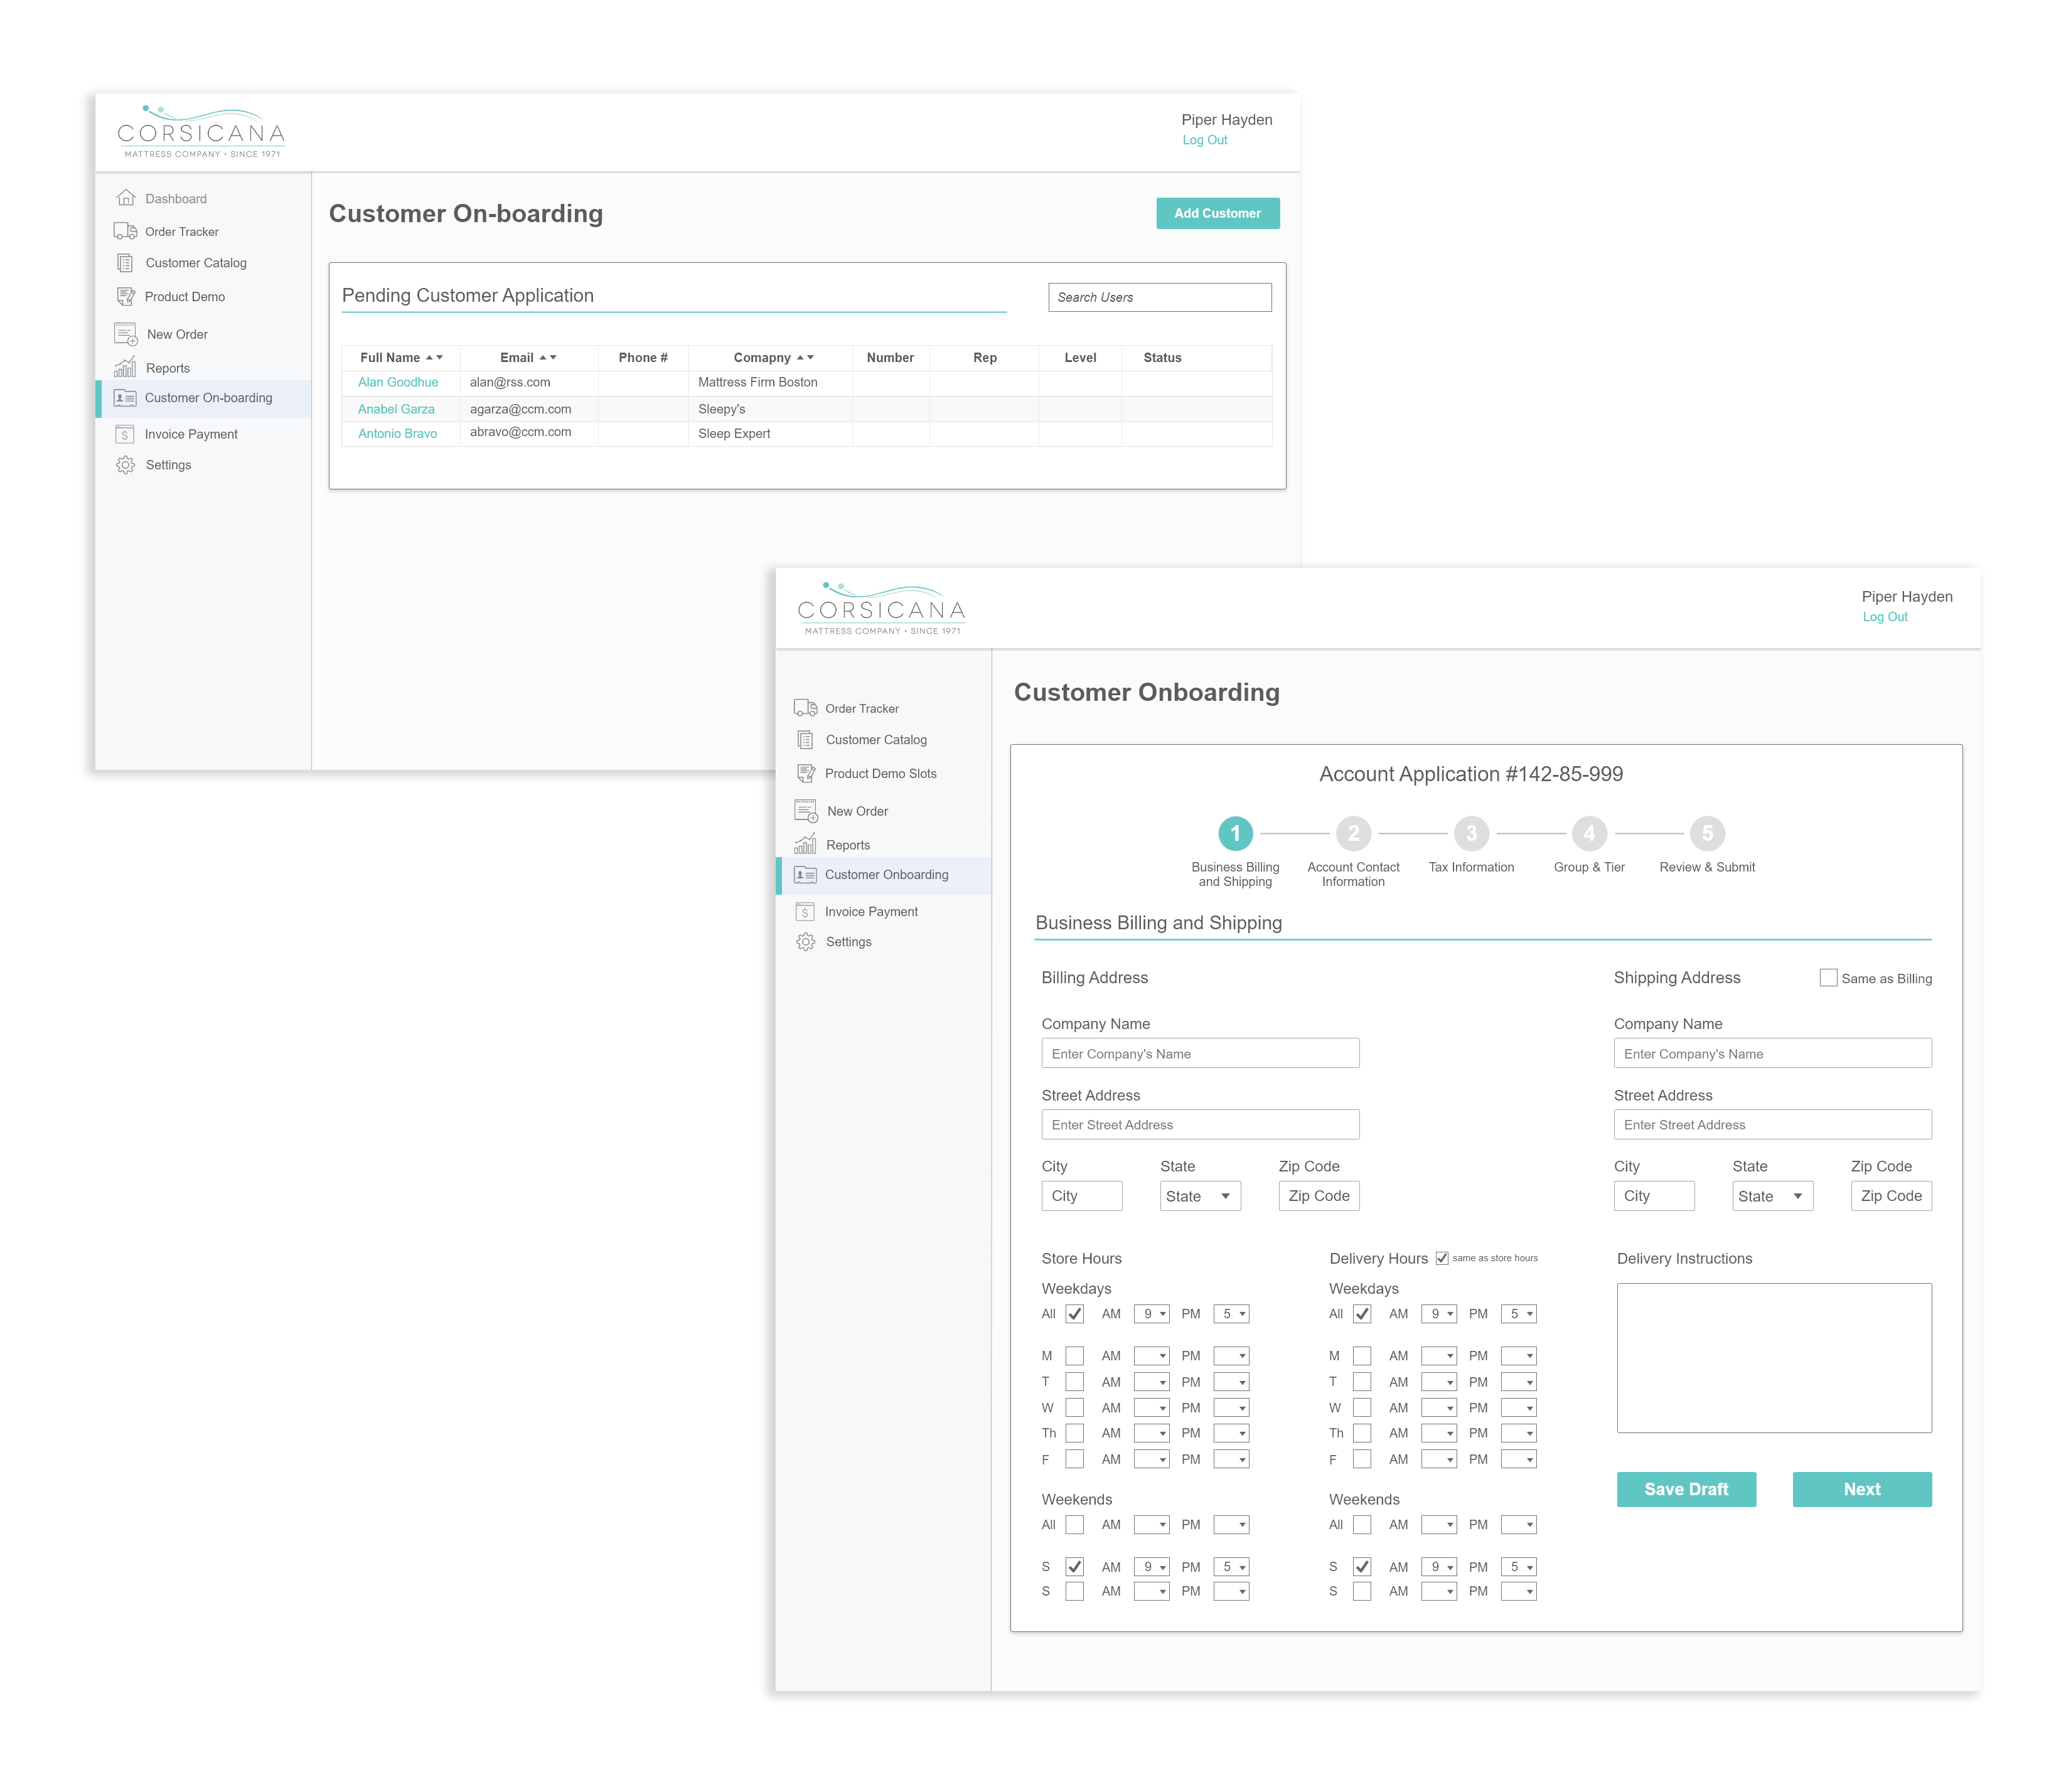 CORSICANA
MATTRESS COMPANY • SINCE 1971
Piper Hayden
Log Out
Dashboard
Order Tracker
Customer Catalog
Product Demo
New Order
Reports
Customer On-boarding
Invoice Payment
Settings
Customer On-boarding
Add Customer
Pending Customer Application
Search Users
Full Name Email Phone # Comapny Number Rep Level Status
Alan Goodhue alan@rss.com Mattress Firm Boston
Anabel Garza agarza@ccm.com Sleepy's
Antonio Bravo abravo@ccm.com Sleep Expert
CORSICANA
MATTRESS COMPANY • SINCE 1971
Piper Hayden
Log Out
Order Tracker
Customer Catalog
Product Demo Slots
New Order
Reports
Customer Onboarding
Invoice Payment
Settings
Customer Onboarding
Account Application #142-85-999
1 2 3 4 5
Business Billing and Shipping
Account Contact Information
Tax Information
Group & Tier
Review & Submit
Business Billing and Shipping
Billing Address
Company Name
Enter Company's Name
Street Address
Enter Street Address
City State Zip Code
City State Zip Code
Shipping Address Same as Billing
Company Name
Enter Company's Name
Street Address
Enter Street Address
City State Zip Code
City State Zip Code
Store Hours
Weekdays
All AM 9 PM 5
M AM PM
T AM PM
W AM PM
Th AM PM
F AM PM
Weekends
All AM PM
S AM 9 PM 5
S AM PM
Delivery Hours same as store hours
Weekdays
All AM 9 PM 5
M AM PM
T AM PM
W AM PM
Th AM PM
F AM PM
Weekends
All AM PM
S AM 9 PM 5
S AM PM
Delivery Instructions
Save Draft
Next